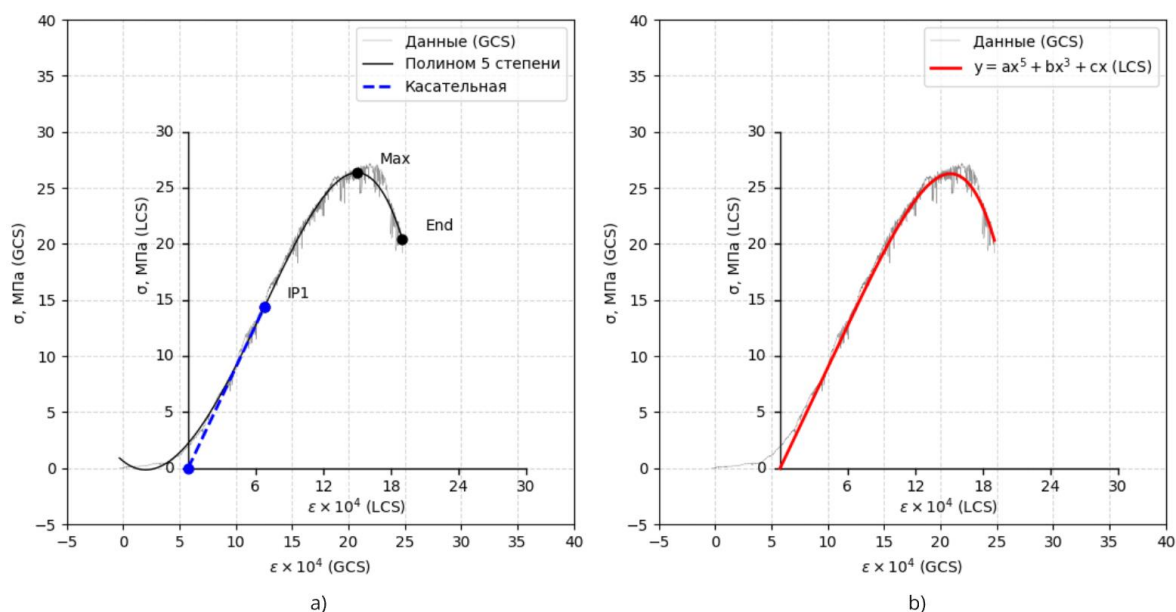 40
35
30
25
20
15
10
5
0
−5
σ, МПа (GCS)
Данные (GCS)
Полином 5 степени
Касательная
30
25
20
15
10
5
0
σ, МПа (LCS)
Max
End
IP1
6 12 18 24 30
ε × 10⁴ (LCS)
−5 0 5 10 15 20 25 30 35 40
ε × 10⁴ (GCS)
a)
40
35
30
25
20
15
10
5
0
−5
σ, МПа (GCS)
Данные (GCS)
y = ax⁵ + bx³ + cx (LCS)
30
25
20
15
10
5
0
σ, МПа (LCS)
6 12 18 24 30
ε × 10⁴ (LCS)
−5 0 5 10 15 20 25 30 35 40
ε × 10⁴ (GCS)
b)